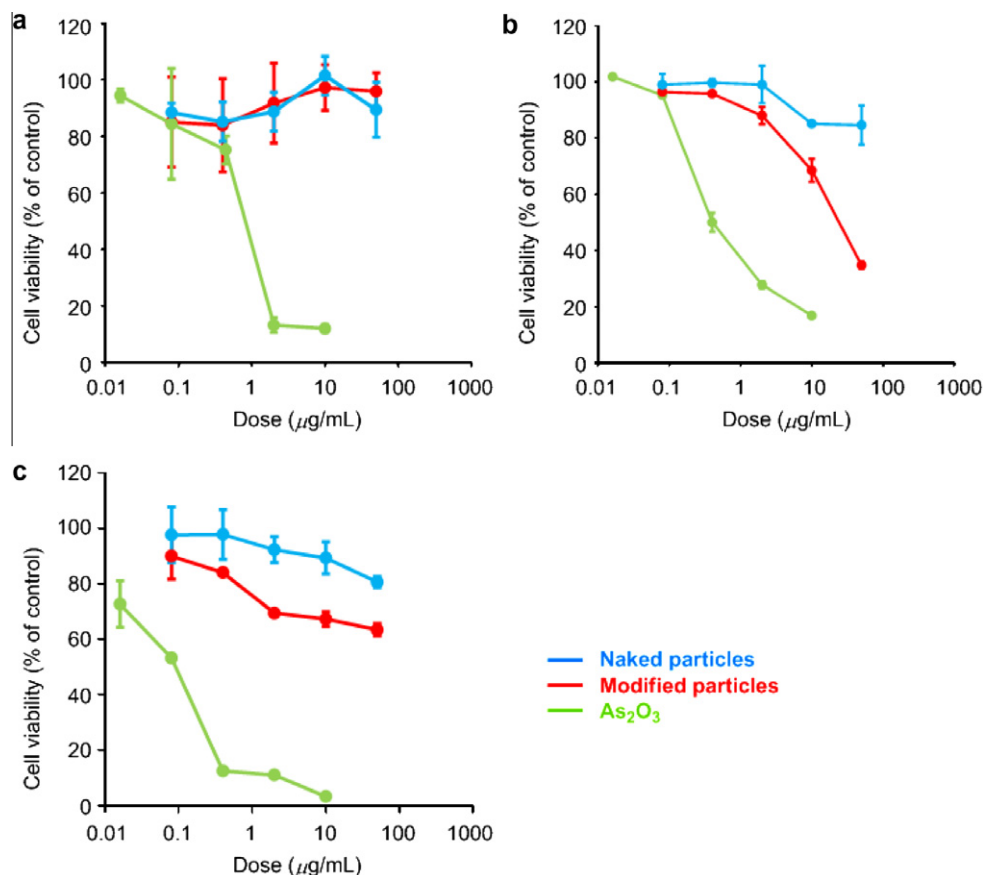 a
120
100
80
60
40
20
0
Cell viability (% of control)
0.01 0.1 1 10 100 1000
Dose (μg/mL)
b
120
100
80
60
40
20
0
Cell viability (% of control)
0.01 0.1 1 10 100 1000
Dose (μg/mL)
c
120
100
80
60
40
20
0
Cell viability (% of control)
0.01 0.1 1 10 100 1000
Dose (μg/mL)
Naked particles
Modified particles
As₂O₃